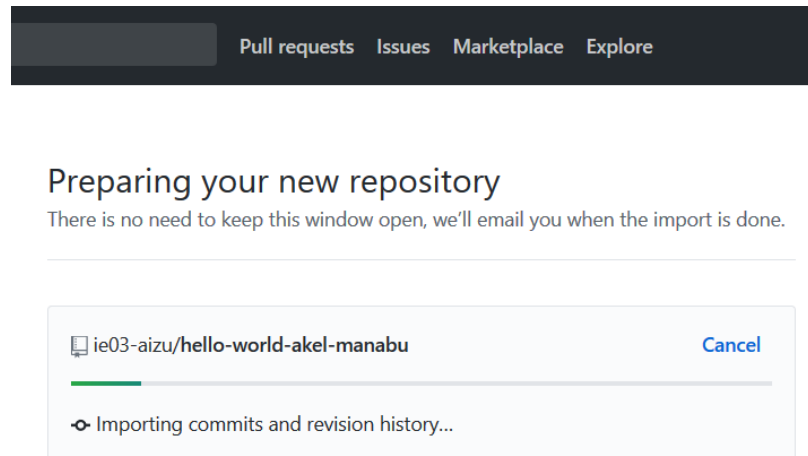 Pull requests Issues Marketplace Explore
Preparing your new repository
There is no need to keep this window open, we'll email you when the import is done.
ie03-aizu/hello-world-akel-manabu Cancel
Importing commits and revision history...